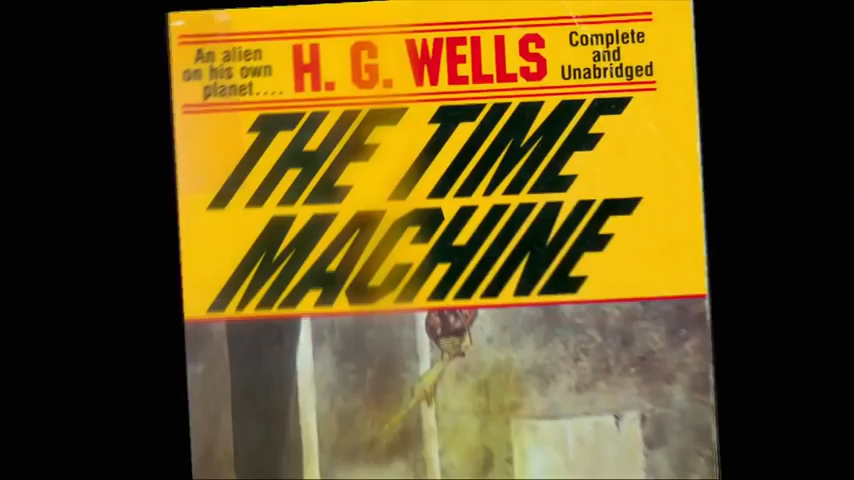 An alien
on his own
planet....
H. G. WELLS
Complete
and
Unabridged
THE TIME
MACHINE